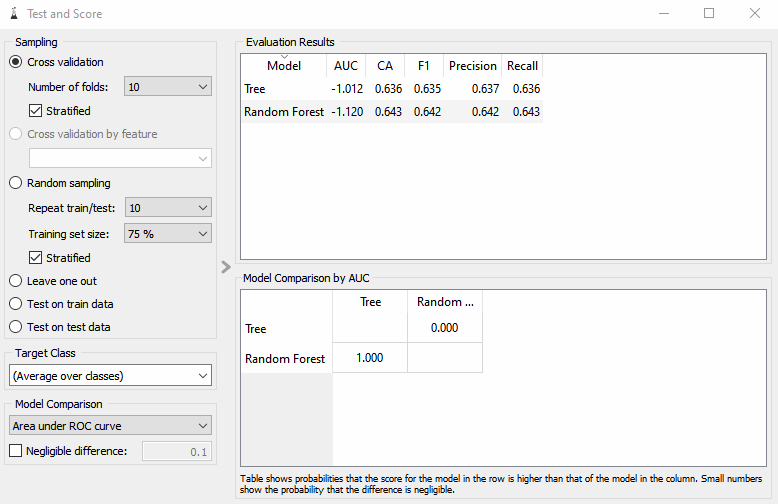 Test and Score
Sampling
Cross validation
Number of folds: 10
Stratified
Cross validation by feature
Random sampling
Repeat train/test: 10
Training set size: 75 %
Stratified
Leave one out
Test on train data
Test on test data
Target Class
(Average over classes)
Model Comparison
Area under ROC curve
Negligible difference: 0.1
Evaluation Results
Model AUC CA F1 Precision Recall
Tree -1.012 0.636 0.635 0.637 0.636
Random Forest -1.120 0.643 0.642 0.642 0.643
Model Comparison by AUC
Tree Random ...
Tree 0.000
Random Forest 1.000
Table shows probabilities that the score for the model in the row is higher than that of the model in the column. Small numbers
show the probability that the difference is negligible.